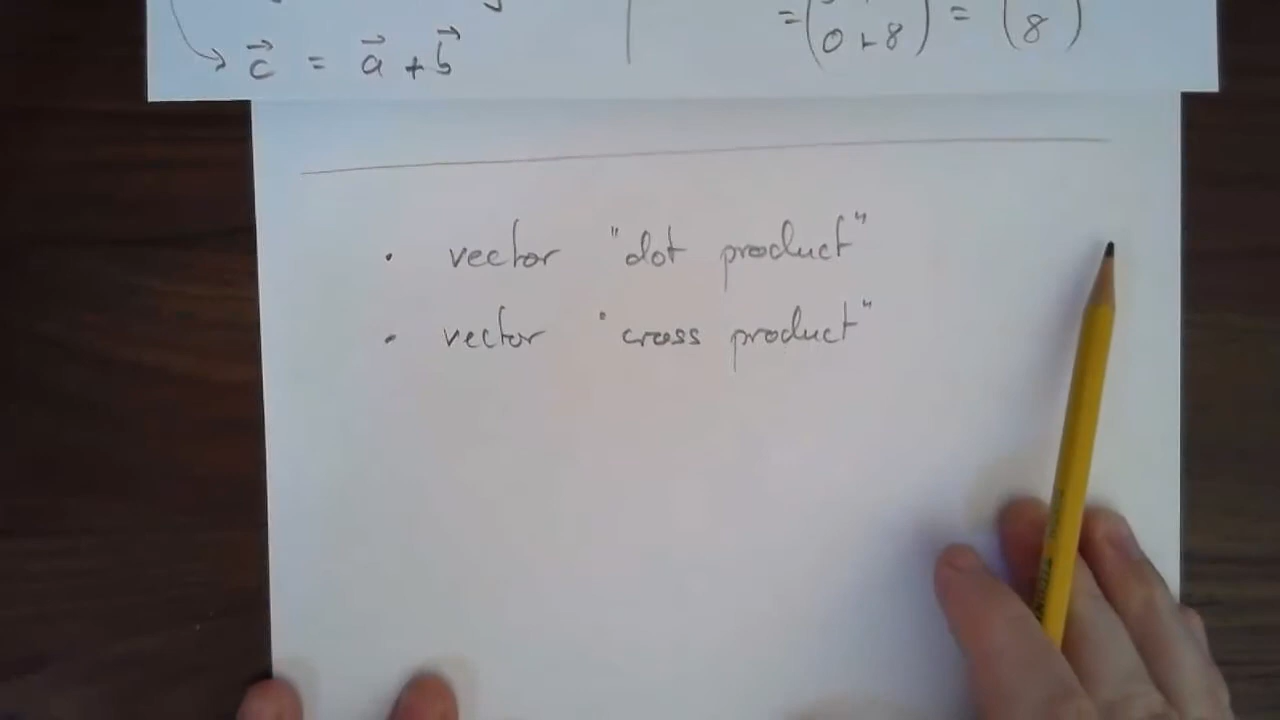 c⃗ = a⃗ + b⃗
= (0+8) = (8)
• vector "dot product"
• vector "cross product"